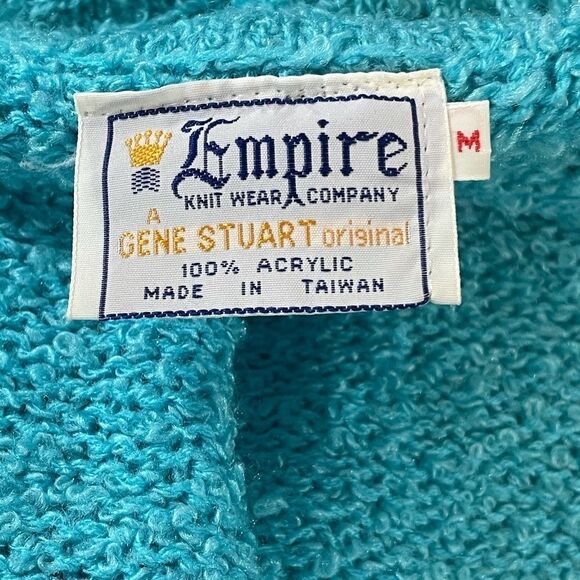 Empire
KNIT WEAR COMPANY
A
GENE STUART original
100% ACRYLIC
MADE IN TAIWAN
M